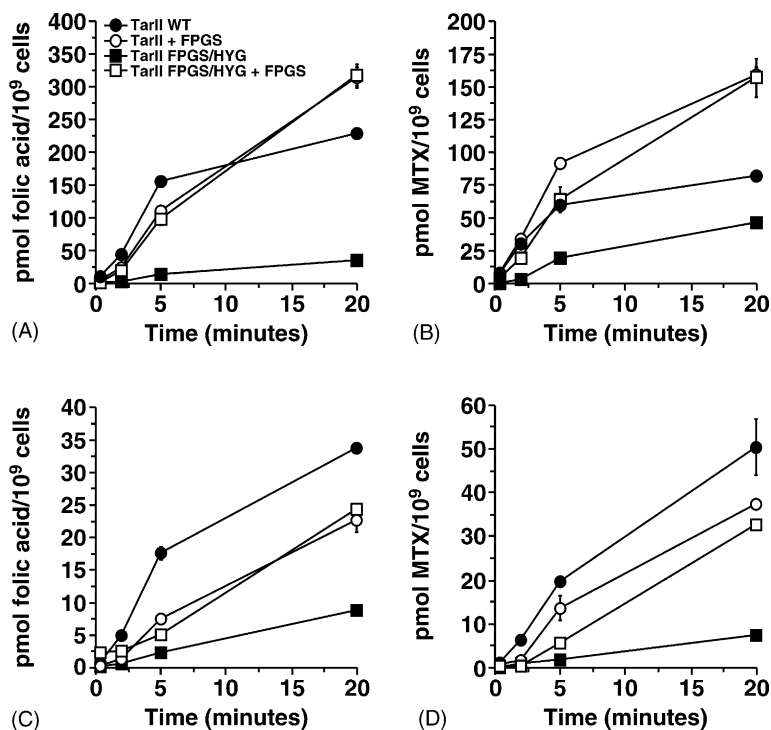 TarII WT
TarII + FPGS
TarII FPGS/HYG
TarII FPGS/HYG + FPGS
pmol folic acid/10⁹ cells
400
350
300
250
200
150
100
50
0
0 5 10 15 20
Time (minutes)
(A)
pmol MTX/10⁹ cells
200
175
150
125
100
75
50
25
0
0 5 10 15 20
Time (minutes)
(B)
pmol folic acid/10⁹ cells
40
35
30
25
20
15
10
5
0
0 5 10 15 20
Time (minutes)
(C)
pmol MTX/10⁹ cells
60
50
40
30
20
10
0
0 5 10 15 20
Time (minutes)
(D)